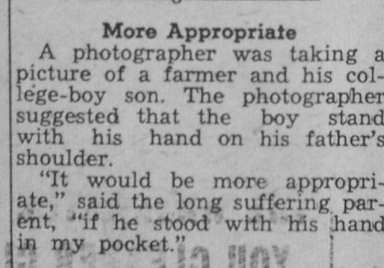 More Appropriate
A photographer was taking a
picture of a farmer and his col-
lege-boy son. The photographer
suggested that the boy stand
with his hand on his father's
shoulder.
"It would be more appropri-
ate," said the long suffering par-
ent, "if he stood with his hand
in my pocket."